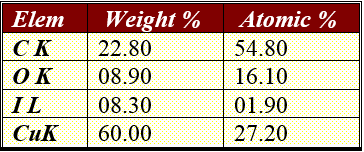 Elem Weight % Atomic %
C K 22.80 54.80
O K 08.90 16.10
I L 08.30 01.90
CuK 60.00 27.20